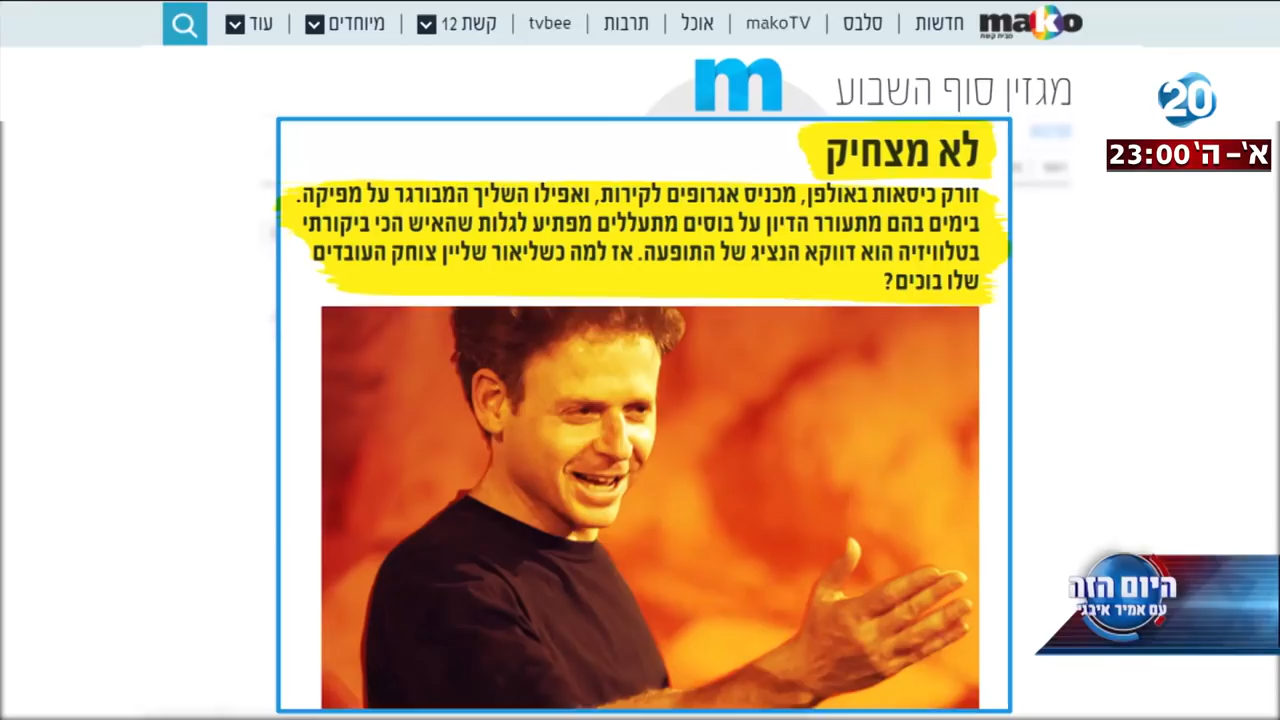 mako חדשות | סלבס | makoTV | אוכל | תרבות | tvbee | קשת 12 | מיוחדים | עוד
מבית קשת
מגזין סוף השבוע
m
20
א'-ה' 23:00
לא מצחיק
זורק כיסאות באולפן, מכניס אגרופים לקירות, ואפילו השליך המבורגר על מפיקה.
בימים בהם מתעורר הדיון על בוסים מתעללים מפתיע לגלות שהאיש הכי ביקורתי
בטלוויזיה הוא דווקא הנציג של התופעה. אז למה כשליאור שליין צוחק העובדים
שלו בוכים?
היום הזה
עם אמיר איבגי